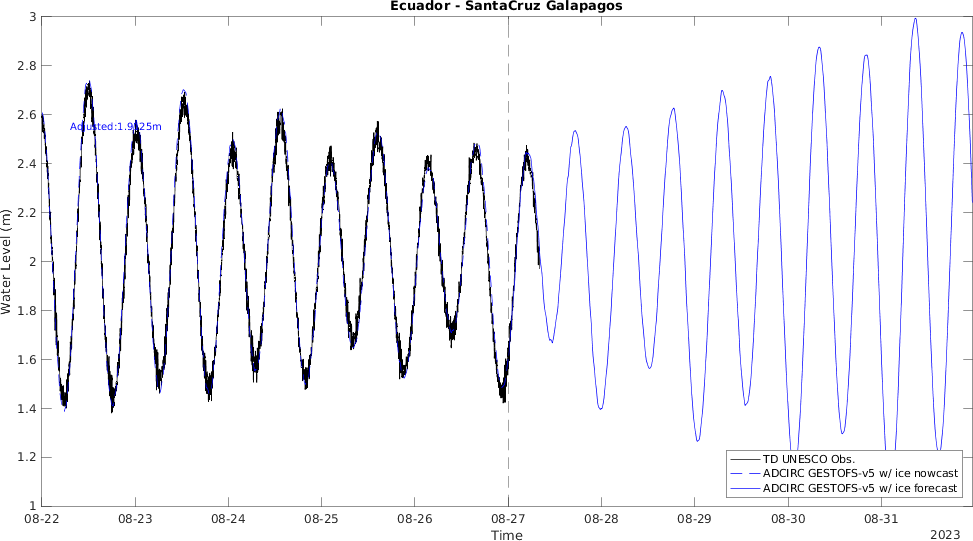 Ecuador - SantaCruz Galapagos
3
2.8
2.6
2.4
2.2
2
1.8
1.6
1.4
1.2
1
Water Level (m)
TD UNESCO Obs.
ADCIRC GESTOFS-v5 w/ ice nowcast
ADCIRC GESTOFS-v5 w/ ice forecast
08-22 08-23 08-24 08-25 08-26 08-27 08-28 08-29 08-30 08-31
Time
2023